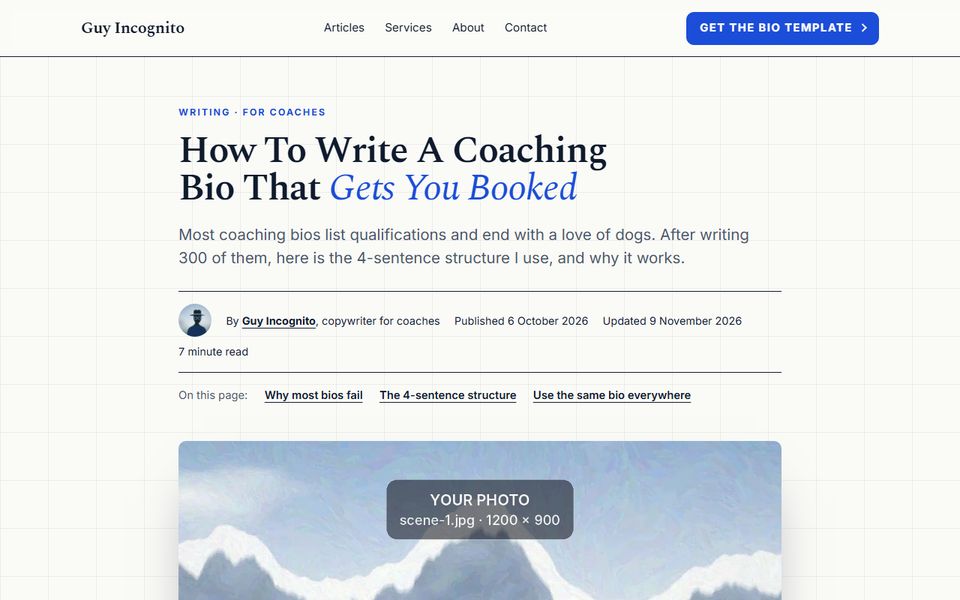 Guy Incognito
Articles
Services
About
Contact
GET THE BIO TEMPLATE
WRITING · FOR COACHES
How To Write A Coaching
Bio That Gets You Booked
Most coaching bios list qualifications and end with a love of dogs. After writing
300 of them, here is the 4-sentence structure I use, and why it works.
By Guy Incognito, copywriter for coaches Published 6 October 2026 Updated 9 November 2026
7 minute read
On this page: Why most bios fail The 4-sentence structure Use the same bio everywhere
YOUR PHOTO
scene-1.jpg · 1200 × 900